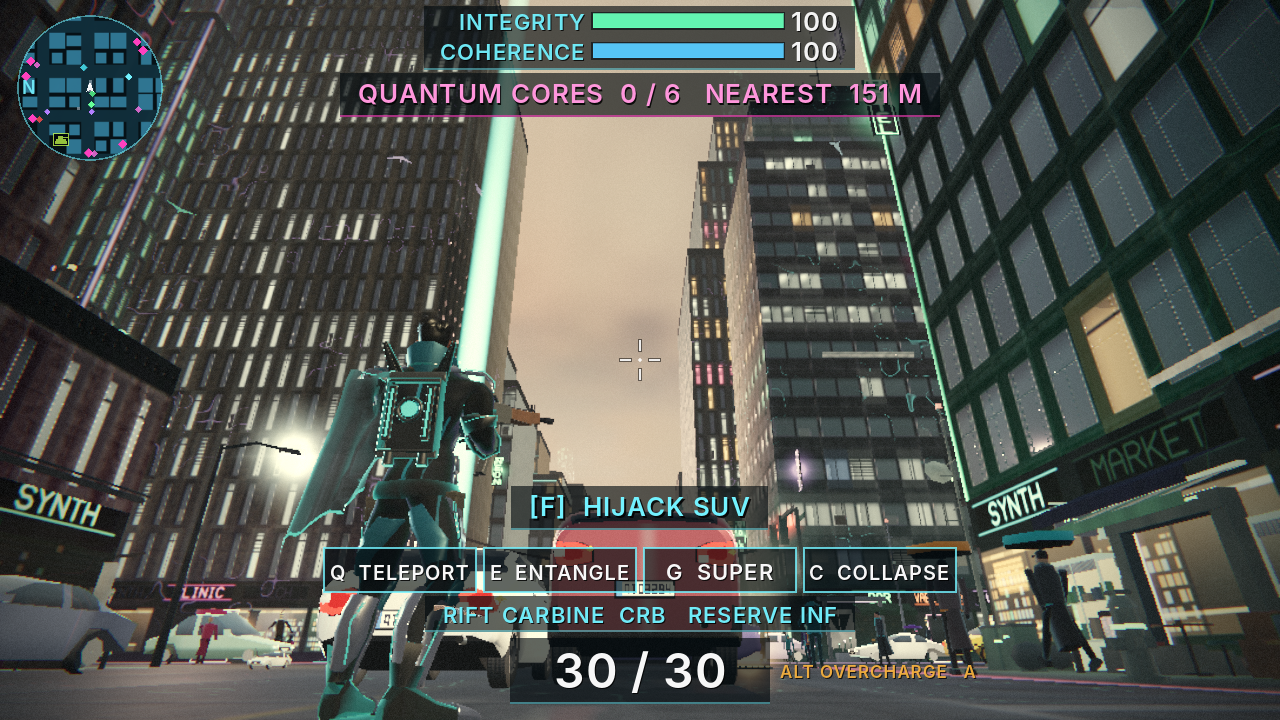 INTEGRITY 100
COHERENCE 100
QUANTUM CORES 0 / 6 NEAREST 151 M
N
MARKET
SYNTH
SYNTH
[F] HIJACK SUV
Q TELEPORT
E ENTANGLE
G SUPER
C COLLAPSE
LINIC
RIFT CARBINE CRB RESERVE INF
30 / 30
ALT OVERCHARGE A